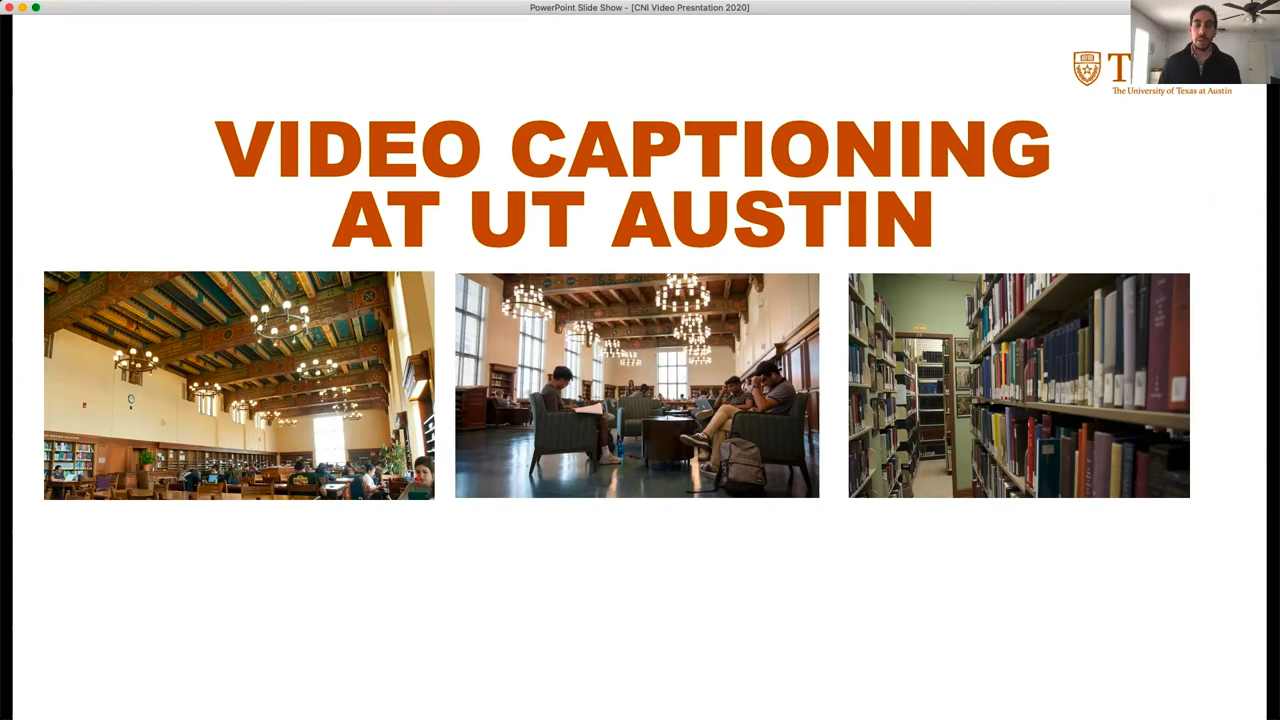 PowerPoint Slide Show - [CNI Video Presntation 2020]
T
The University of Texas at Austin
VIDEO CAPTIONING
AT UT AUSTIN